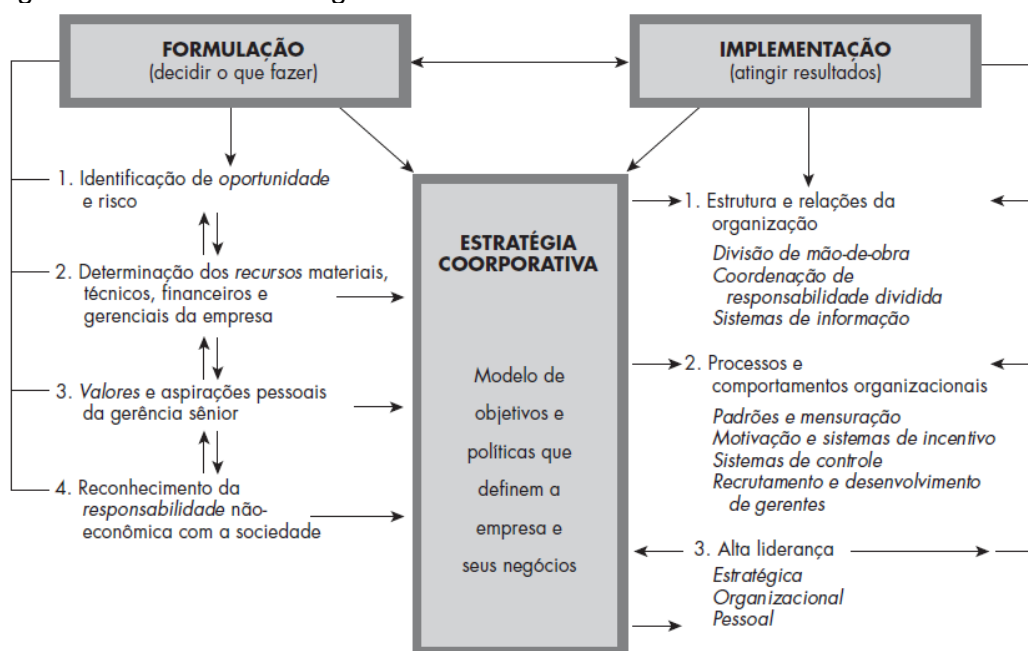 FORMULAÇÃO
(decidir o que fazer)
IMPLEMENTAÇÃO
(atingir resultados)
1. Identificação de oportunidade
e risco
2. Determinação dos recursos materiais,
técnicos, financeiros e
gerenciais da empresa
3. Valores e aspirações pessoais
da gerência sênior
4. Reconhecimento da
responsabilidade não-
econômica com a sociedade
ESTRATÉGIA
COORPORATIVA
Modelo de
objetivos e
políticas que
definem a
empresa e
seus negócios
1. Estrutura e relações da
organização
Divisão de mão-de-obra
Coordenação de
responsabilidade dividida
Sistemas de informação
2. Processos e
comportamentos organizacionais
Padrões e mensuração
Motivação e sistemas de incentivo
Sistemas de controle
Recrutamento e desenvolvimento
de gerentes
3. Alta liderança
Estratégica
Organizacional
Pessoal